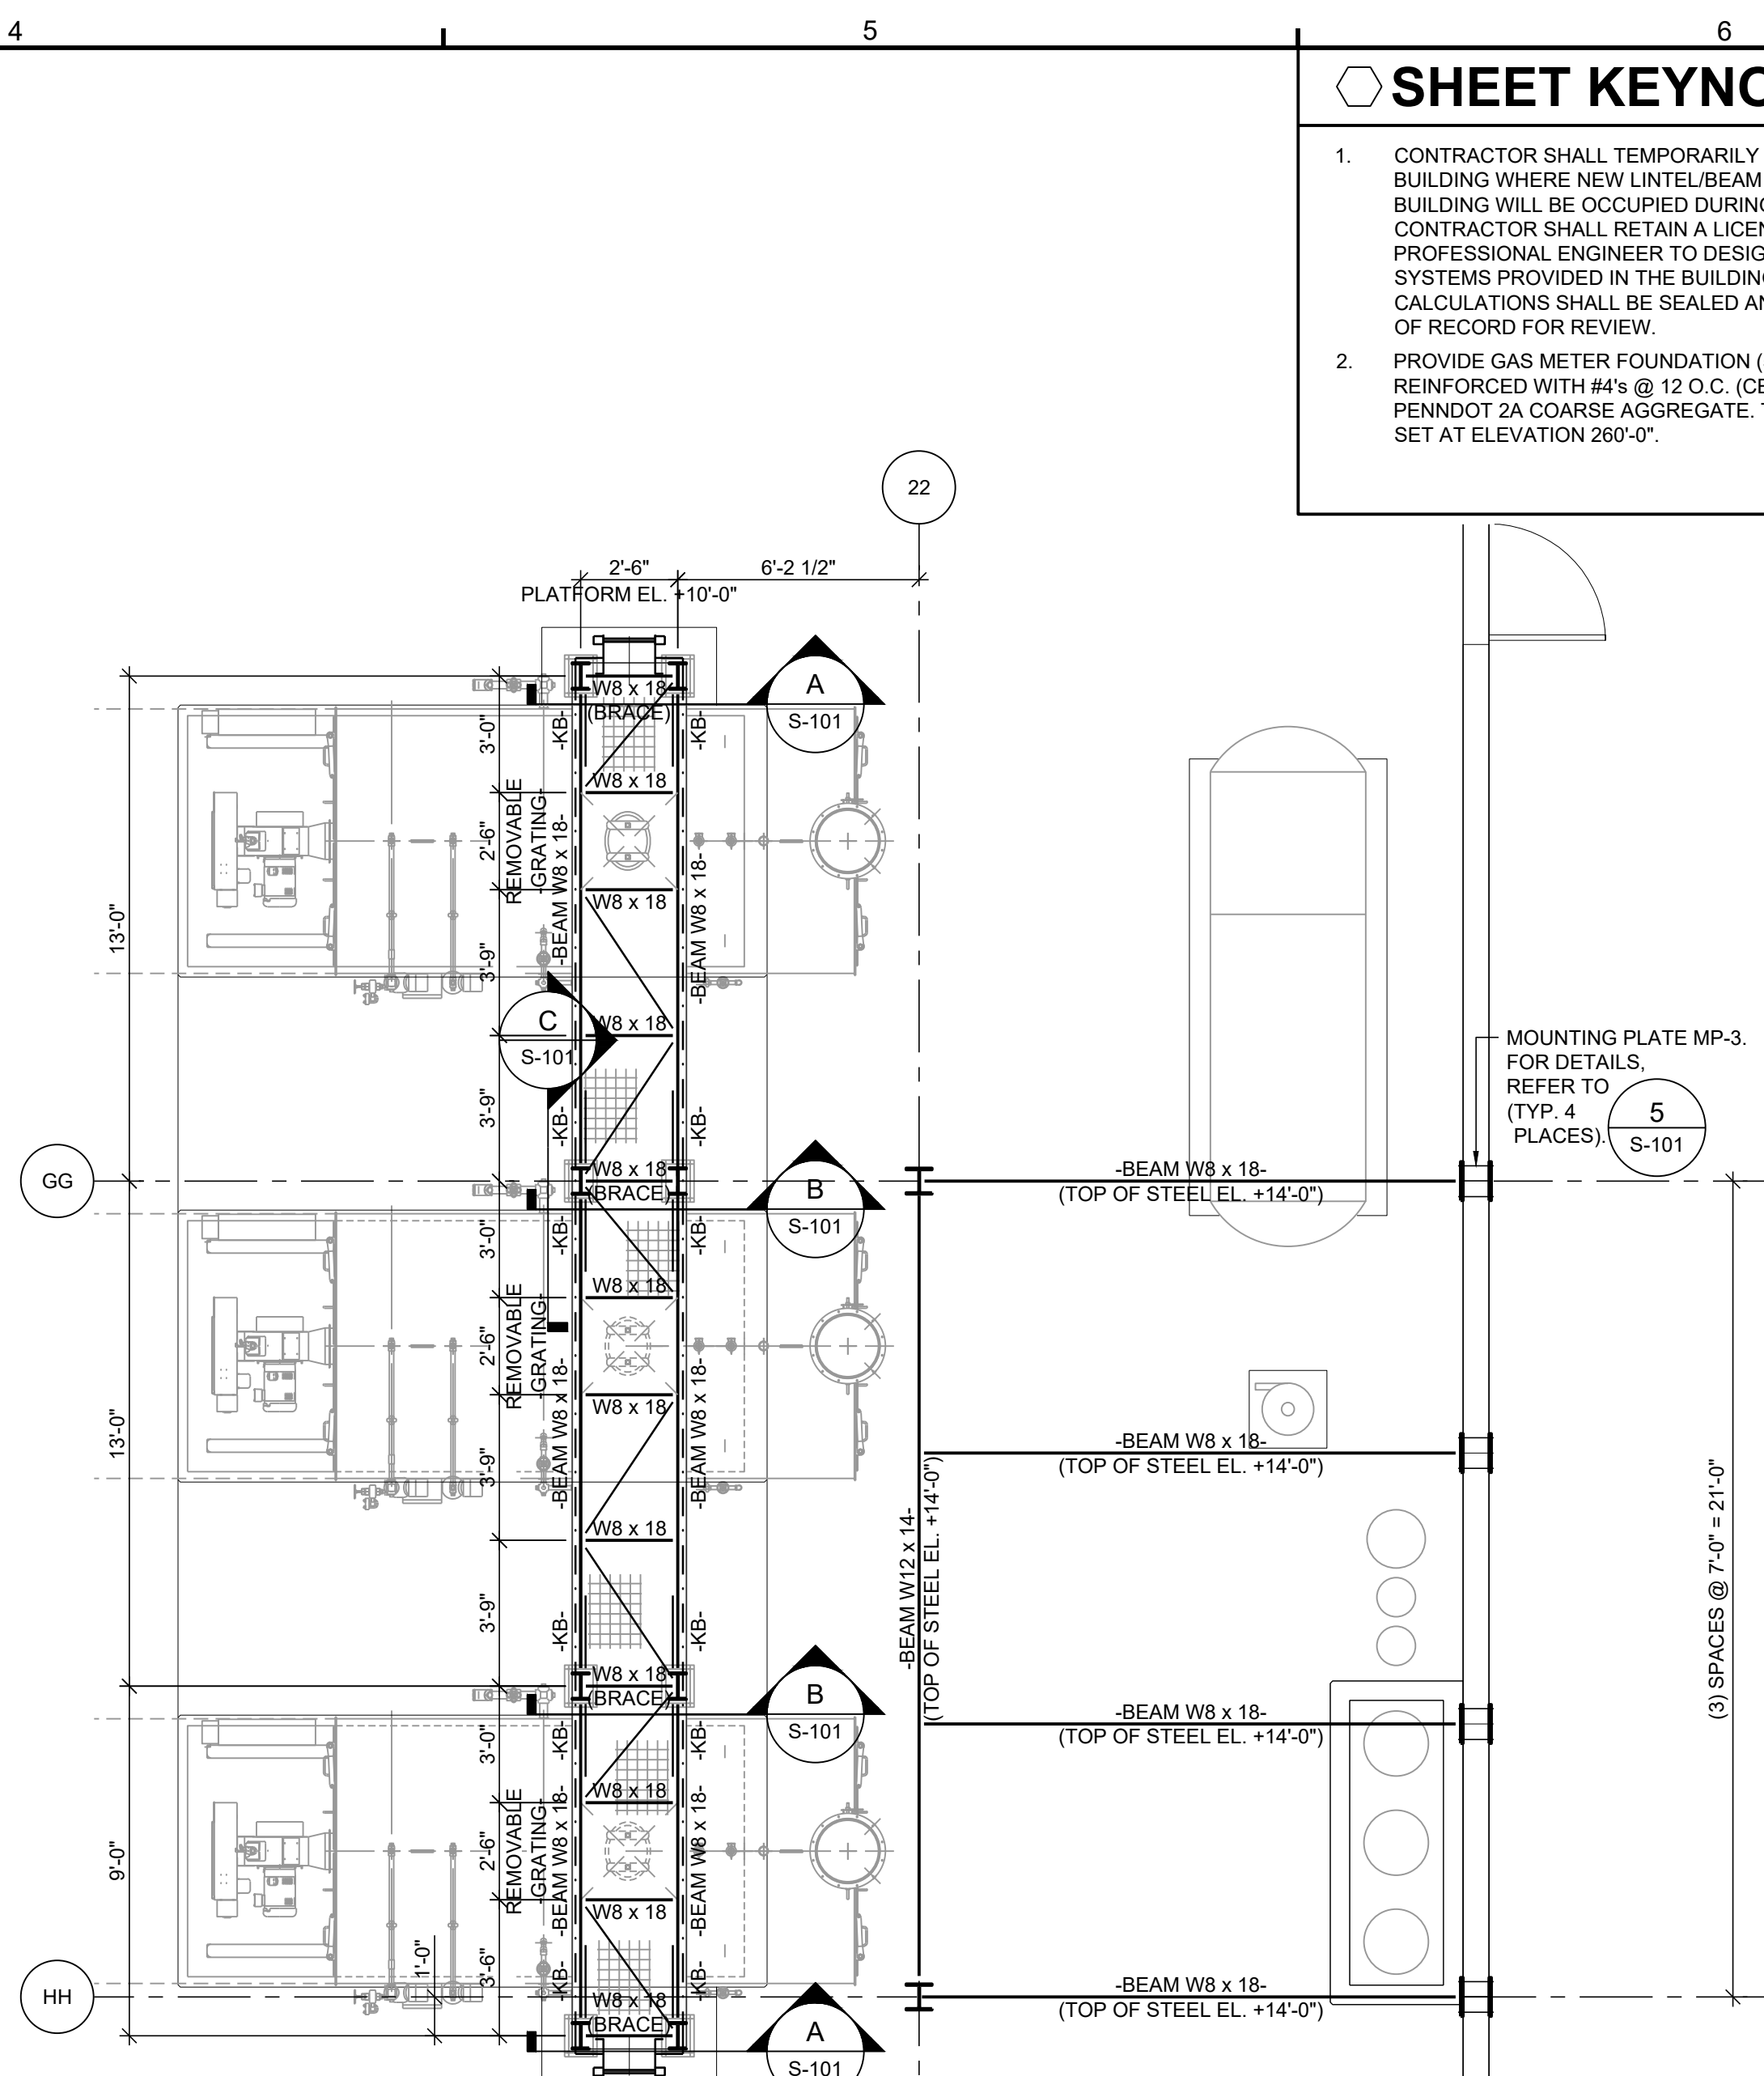 4
5
6
SHEET KEYNO
1. CONTRACTOR SHALL TEMPORARILY
BUILDING WHERE NEW LINTEL/BEAM
BUILDING WILL BE OCCUPIED DURING
CONTRACTOR SHALL RETAIN A LICEN
PROFESSIONAL ENGINEER TO DESIG
SYSTEMS PROVIDED IN THE BUILDING
CALCULATIONS SHALL BE SEALED AN
OF RECORD FOR REVIEW.
2. PROVIDE GAS METER FOUNDATION (
REINFORCED WITH #4's @ 12 O.C. (CE
PENNDOT 2A COARSE AGGREGATE. T
SET AT ELEVATION 260'-0".
22
2'-6"
6'-2 1/2"
PLATFORM EL. +10'-0"
A
S-101
W8 x 18
(BRACE)
-KB-
-KB-
3'-0"
W8 x 18
REMOVABLE
-GRATING-
2'-6"
-BEAM W8 x 18-
-BEAM W8 x 18-
W8 x 18
13'-0"
3'-9"
C
S-101
W8 x 18
MOUNTING PLATE MP-3.
FOR DETAILS,
REFER TO
(TYP. 4
PLACES).
5
S-101
3'-9"
-KB-
-KB-
GG
W8 x 18
(BRACE)
B
S-101
-BEAM W8 x 18-
(TOP OF STEEL EL. +14'-0")
3'-0"
-KB-
-KB-
W8 x 18
REMOVABLE
-GRATING-
2'-6"
-BEAM W8 x 18-
-BEAM W8 x 18-
W8 x 18
13'-0"
3'-9"
-BEAM W8 x 18-
(TOP OF STEEL EL. +14'-0")
W8 x 18
-BEAM W12 x 14-
(TOP OF STEEL EL. +14'-0")
(3) SPACES @ 7'-0" = 21'-0"
3'-9"
-KB-
-KB-
W8 x 18
(BRACE)
B
S-101
-BEAM W8 x 18-
(TOP OF STEEL EL. +14'-0")
3'-0"
-KB-
-KB-
W8 x 18
REMOVABLE
-GRATING-
2'-6"
-BEAM W8 x 18-
-BEAM W8 x 18-
9'-0"
W8 x 18
1'-0"
3'-6"
-KB-
-KB-
HH
W8 x 18
(BRACE)
-BEAM W8 x 18-
(TOP OF STEEL EL. +14'-0")
A
S-101